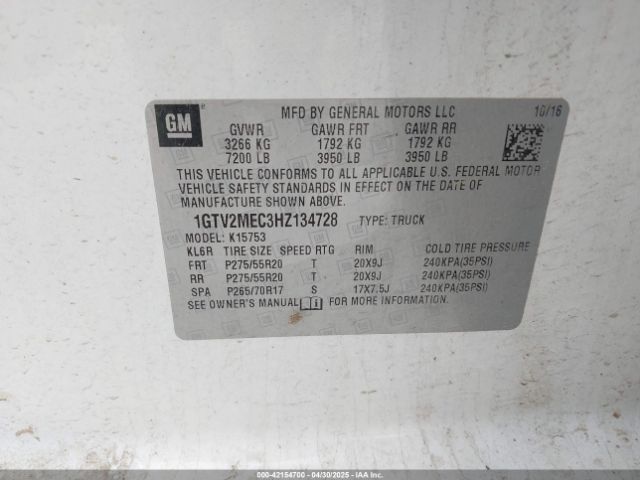 GM ®
MFD BY GENERAL MOTORS LLC 10/16
GVWR GAWR FRT GAWR RR
3266 KG 1792 KG 1792 KG
7200 LB 3950 LB 3950 LB
THIS VEHICLE CONFORMS TO ALL APPLICABLE U.S. FEDERAL MOTOR
VEHICLE SAFETY STANDARDS IN EFFECT ON THE DATE OF
MANUFACTURE SHOWN ABOVE.
1GTV2MEC3HZ134728 TYPE: TRUCK
MODEL: K15753
KL6R TIRE SIZE SPEED RTG RIM COLD TIRE PRESSURE
FRT P275/55R20 T 20X9J 240KPA(35PSI)
RR P275/55R20 T 20X9J 240KPA(35PSI)
SPA P265/70R17 S 17X7.5J 240KPA(35PSI)
SEE OWNER'S MANUAL FOR MORE INFORMATION.
000-42154700 - 04/30/2025 - IAA, Inc. - Copyright